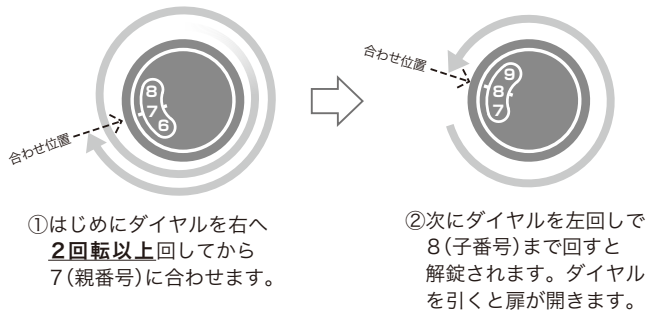 合わせ位置
8
7
6
①はじめにダイヤルを右へ
2回転以上回してから
7(親番号)に合わせます。
合わせ位置
9
8
7
②次にダイヤルを左回しで
8(子番号)まで回すと
解錠されます。ダイヤル
を引くと扉が開きます。